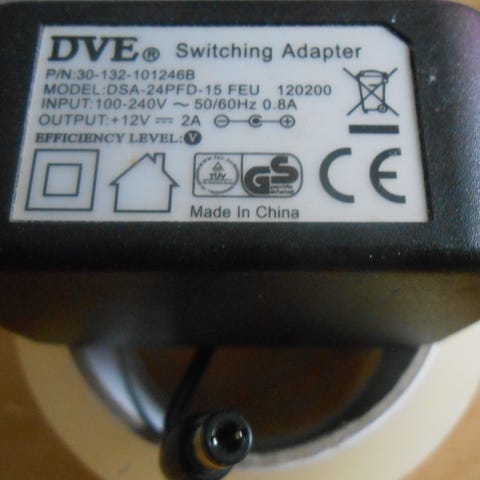 DVE® Switching Adapter
P/N:30-132-101246B
MODEL:DSA-24PFD-15 FEU 120200
INPUT:100-240V ~ 50/60Hz 0.8A
OUTPUT:+12V ⎓ 2A
EFFICIENCY LEVEL:V
TÜV GS CE
Made In China